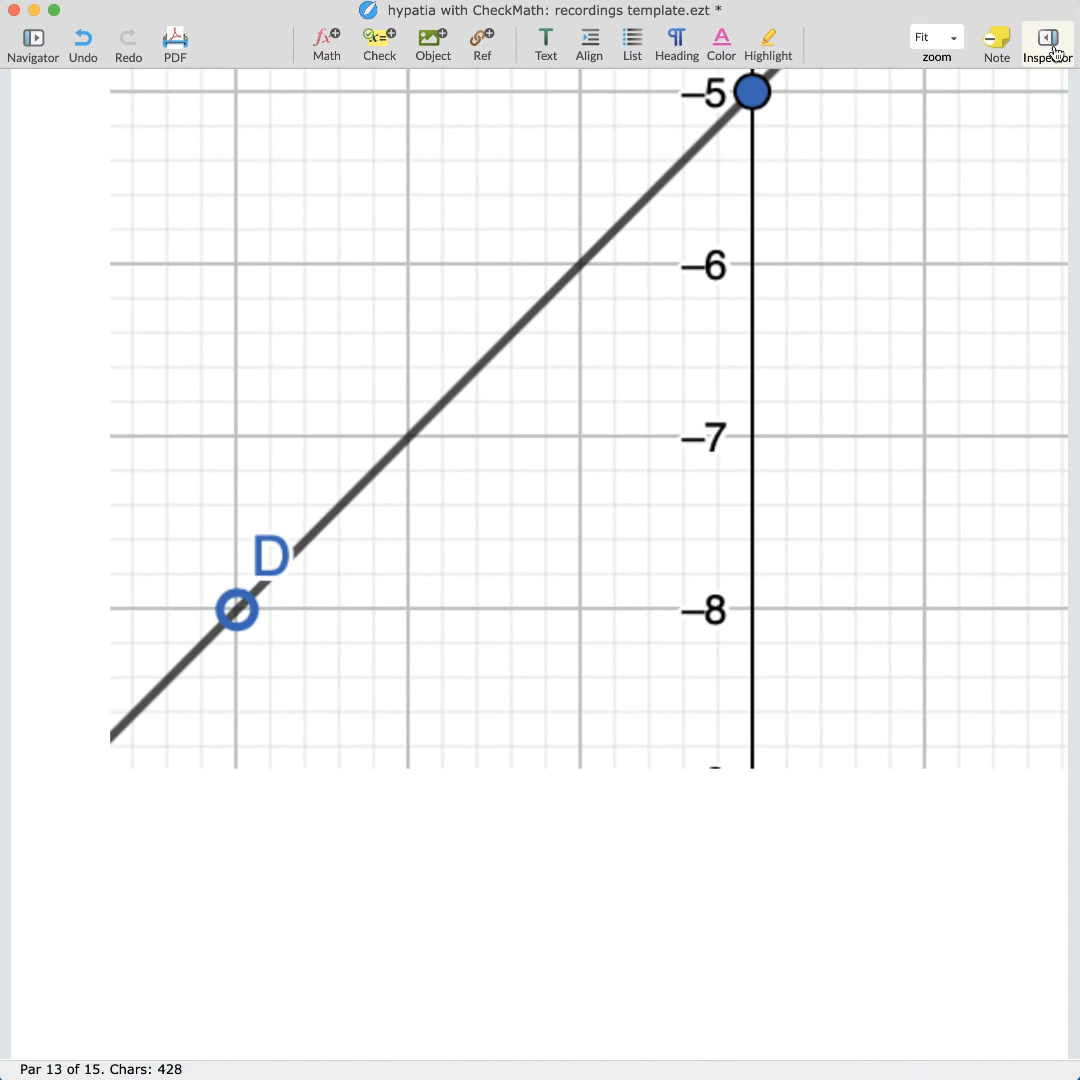 hypatia with CheckMath: recordings template.ezt *
Navigator Undo Redo PDF Math Check Object Ref Text Align List Heading Color Highlight Fit zoom Note Inspector
–5
–6
–7
D
–8
Par 13 of 15. Chars: 428